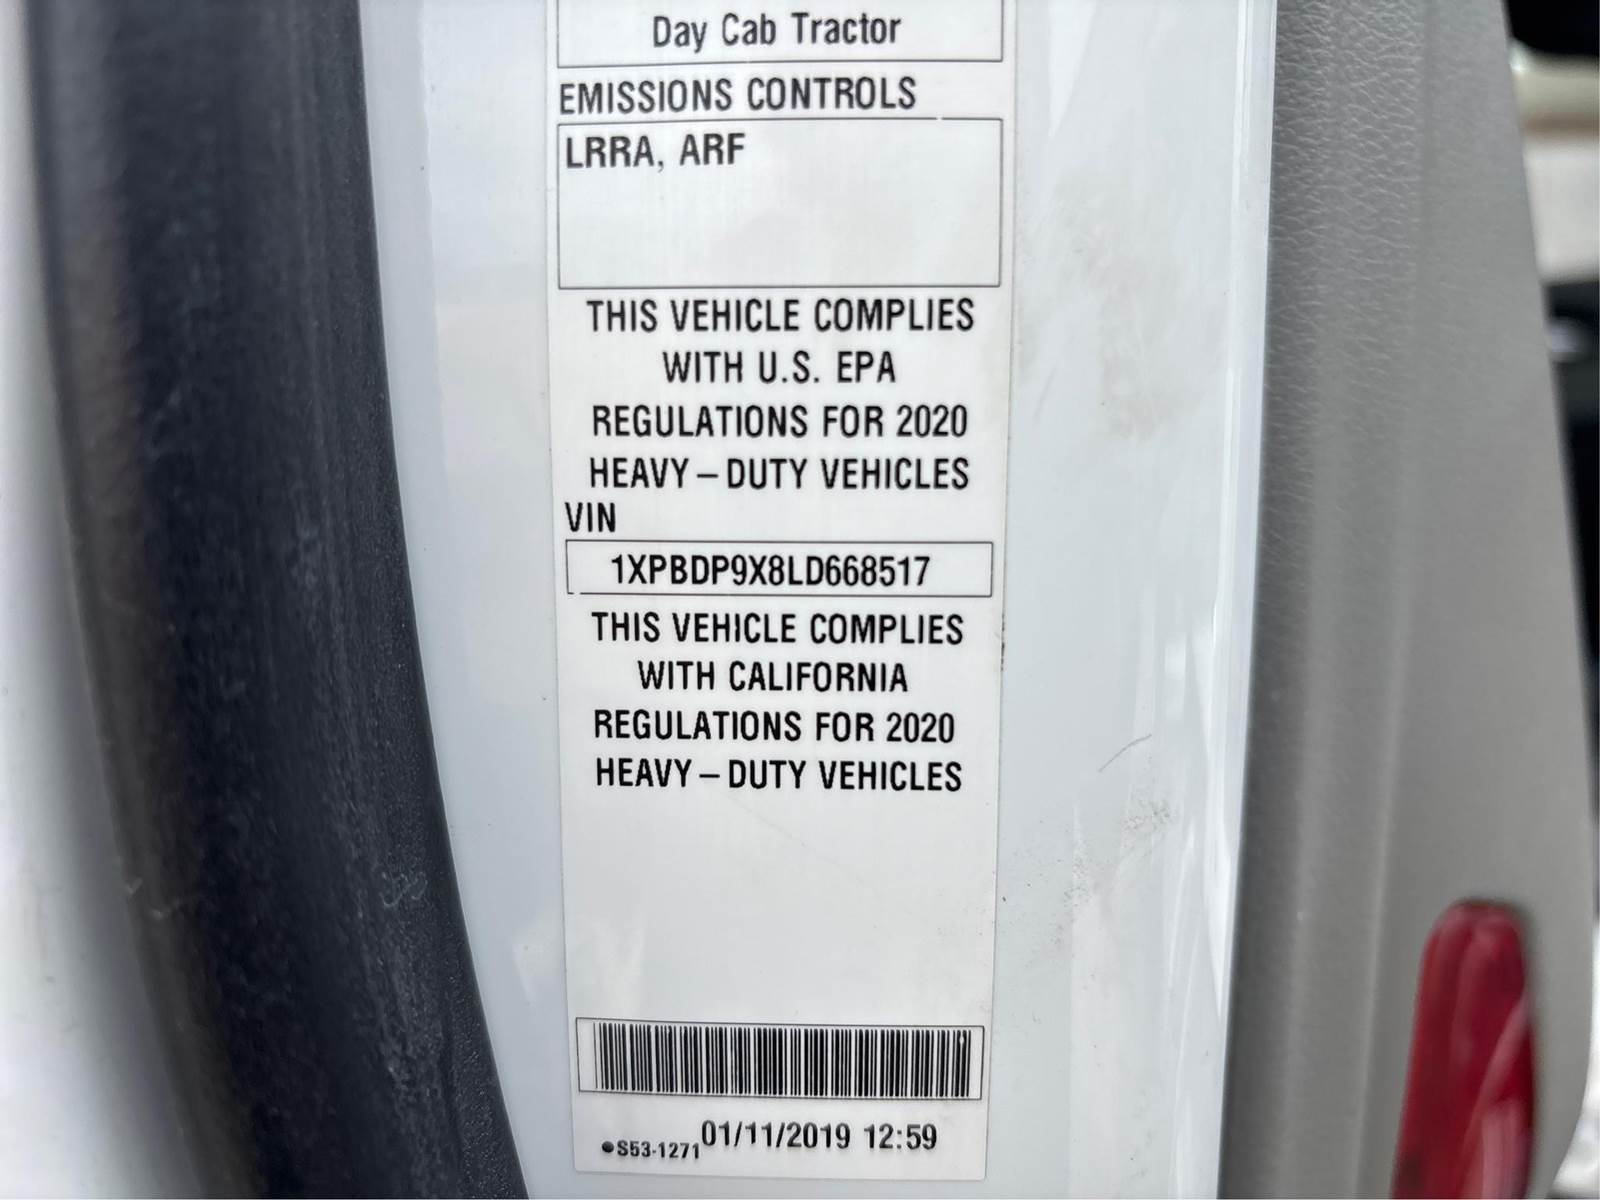 Day Cab Tractor
EMISSIONS CONTROLS
LRRA, ARF
THIS VEHICLE COMPLIES
WITH U.S. EPA
REGULATIONS FOR 2020
HEAVY – DUTY VEHICLES
VIN
1XPBDP9X8LD668517
THIS VEHICLE COMPLIES
WITH CALIFORNIA
REGULATIONS FOR 2020
HEAVY – DUTY VEHICLES
●S53-1271 01/11/2019 12:59